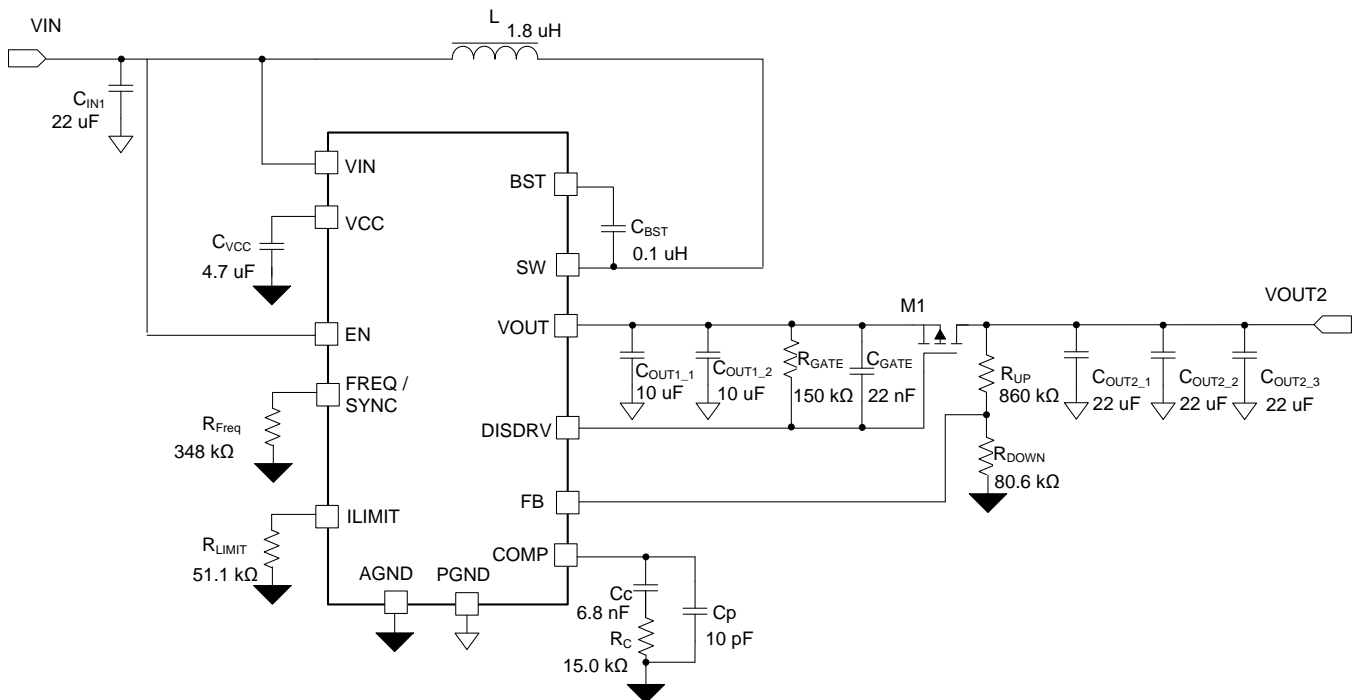 VIN
L
1.8 uH
CIN1
22 uF
VIN
BST
VCC
CVCC
4.7 uF
CBST
0.1 uH
SW
EN
VOUT
M1
VOUT2
FREQ /
SYNC
RFreq
348 kΩ
COUT1_1
10 uF
COUT1_2
10 uF
RGATE
150 kΩ
CGATE
22 nF
RUP
860 kΩ
COUT2_1
22 uF
COUT2_2
22 uF
COUT2_3
22 uF
DISDRV
RDOWN
80.6 kΩ
FB
ILIMIT
RLIMIT
51.1 kΩ
COMP
AGND
PGND
Cc
6.8 nF
Cp
10 pF
RC
15.0 kΩ